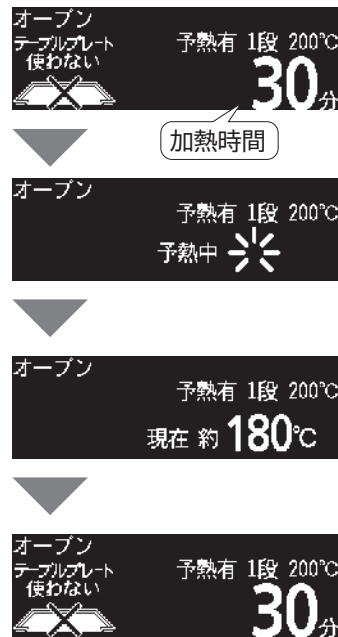 オーブン
テーブルプレート 予熱有 1段 200℃
使わない
30分
加熱時間
オーブン
予熱有 1段 200℃
予熱中
オーブン
予熱有 1段 200℃
現在 約 180℃
オーブン
テーブルプレート 予熱有 1段 200℃
使わない
30分